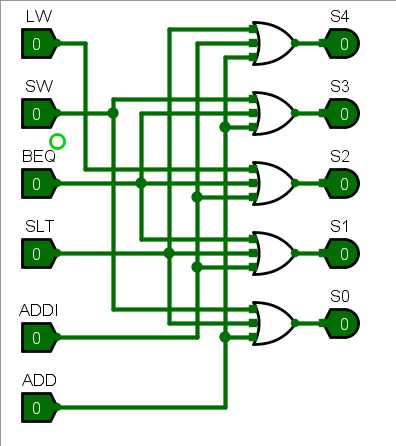 LW S4
0 0
SW S3
0 0
BEQ S2
0 0
SLT S1
0 0
ADDI S0
0 0
ADD
0